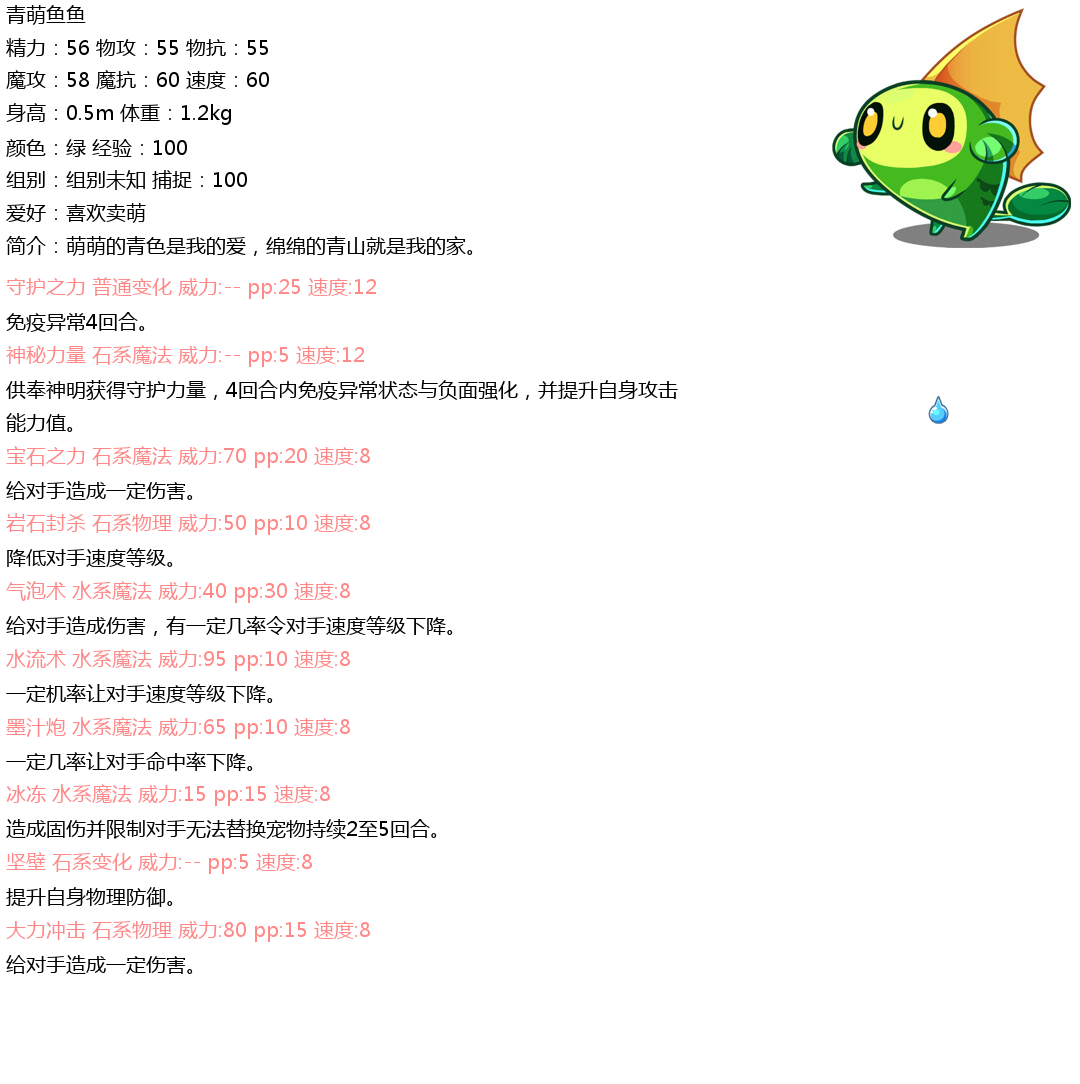 青萌鱼鱼
精力：56 物攻：55 物抗：55
魔攻：58 魔抗：60 速度：60
身高：0.5m 体重：1.2kg
颜色：绿 经验：100
组别：组别未知 捕捉：100
爱好：喜欢卖萌
简介：萌萌的青色是我的爱，绵绵的青山就是我的家。
守护之力 普通变化 威力:-- pp:25 速度:12
免疫异常4回合。
神秘力量 石系魔法 威力:-- pp:5 速度:12
供奉神明获得守护力量，4回合内免疫异常状态与负面强化，并提升自身攻击
能力值。
宝石之力 石系魔法 威力:70 pp:20 速度:8
给对手造成一定伤害。
岩石封杀 石系物理 威力:50 pp:10 速度:8
降低对手速度等级。
气泡术 水系魔法 威力:40 pp:30 速度:8
给对手造成伤害，有一定几率令对手速度等级下降。
水流术 水系魔法 威力:95 pp:10 速度:8
一定机率让对手速度等级下降。
墨汁炮 水系魔法 威力:65 pp:10 速度:8
一定几率让对手命中率下降。
冰冻 水系魔法 威力:15 pp:15 速度:8
造成固伤并限制对手无法替换宠物持续2至5回合。
坚壁 石系变化 威力:-- pp:5 速度:8
提升自身物理防御。
大力冲击 石系物理 威力:80 pp:15 速度:8
给对手造成一定伤害。